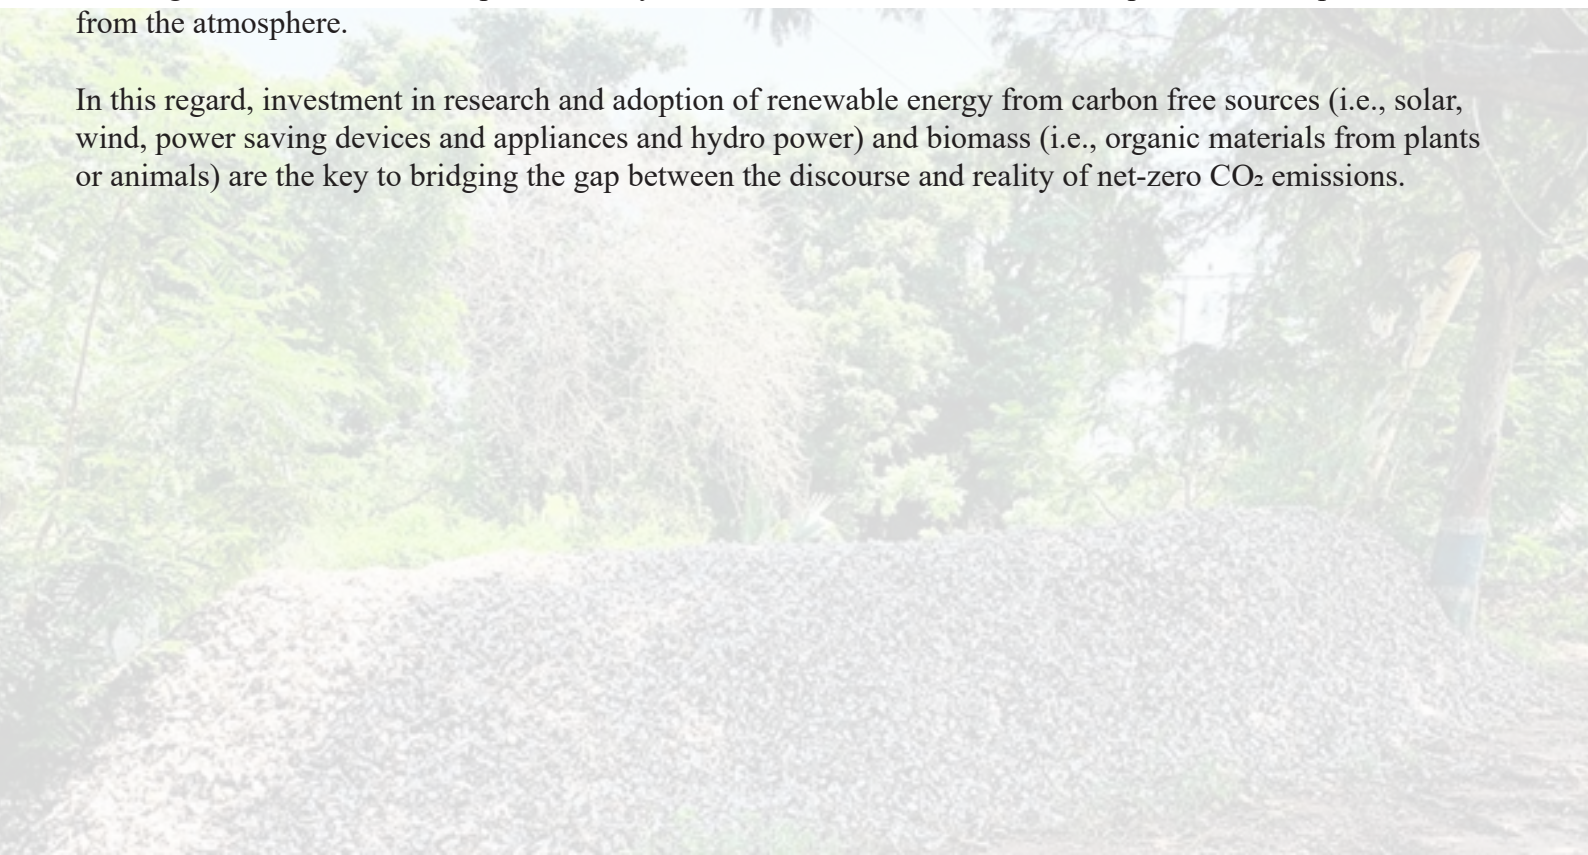 from the atmosphere.
In this regard, investment in research and adoption of renewable energy from carbon free sources (i.e., solar,
wind, power saving devices and appliances and hydro power) and biomass (i.e., organic materials from plants
or animals) are the key to bridging the gap between the discourse and reality of net-zero CO₂ emissions.